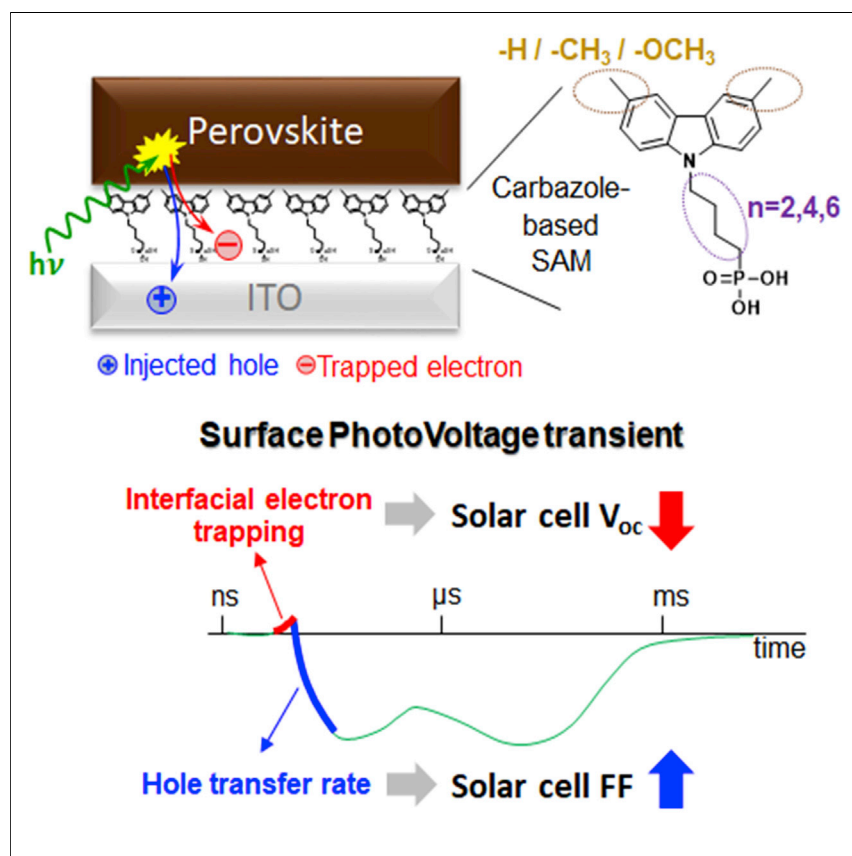 -H / -CH₃ / -OCH₃
Perovskite
N
Carbazole-
based
SAM
n=2,4,6
hν
O=P-OH
OH
ITO
Injected hole
Trapped electron
Surface PhotoVoltage transient
Interfacial electron
trapping
Solar cell Voc
ns
μs
ms
time
Hole transfer rate
Solar cell FF